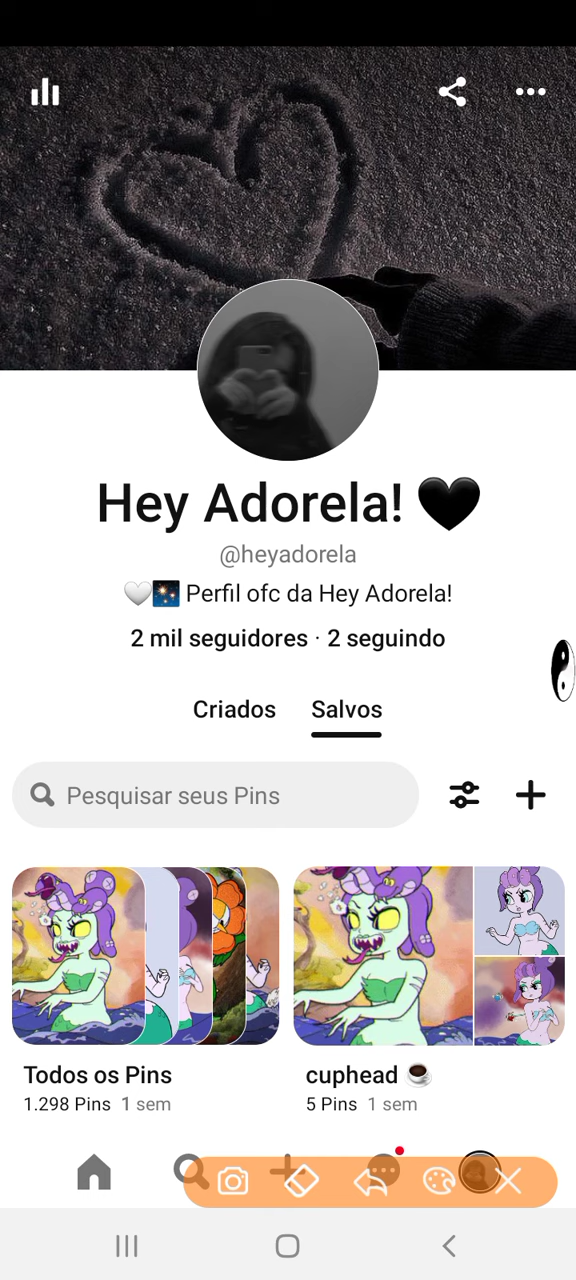 Hey Adorela! 🖤
@heyadorela
🤍🎇 Perfil ofc da Hey Adorela!
2 mil seguidores · 2 seguindo
Criados Salvos
Pesquisar seus Pins
Todos os Pins
1.298 Pins 1 sem
cuphead ☕
5 Pins 1 sem